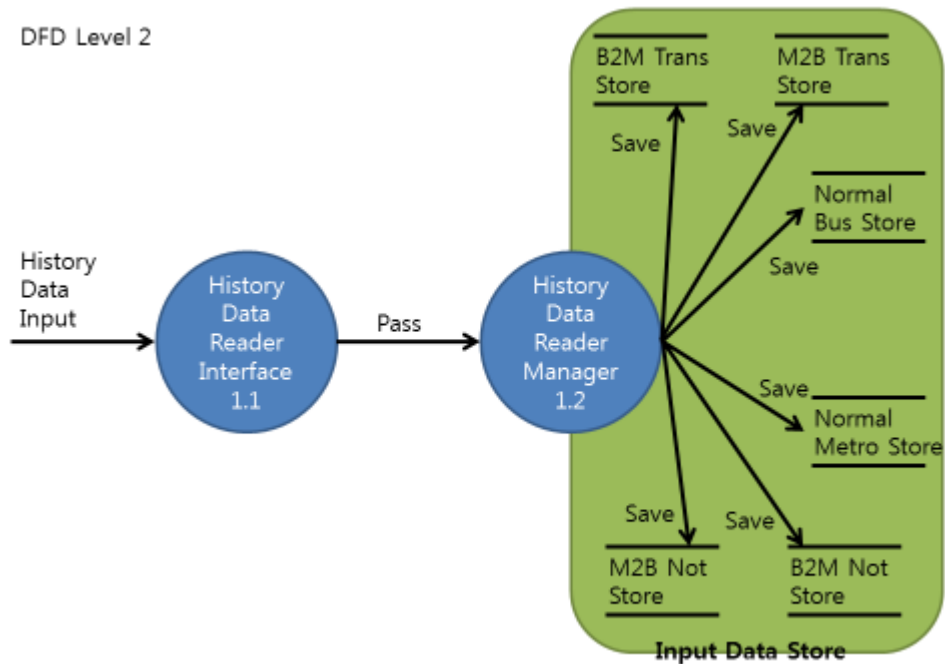 DFD Level 2
B2M Trans
Store
M2B Trans
Store
Save
Save
Normal
Bus Store
Save
History
Data
Input
History
Data
Reader
Interface
1.1
Pass
History
Data
Reader
Manager
1.2
Save
Normal
Metro Store
Save
Save
M2B Not
Store
B2M Not
Store
Input Data Store